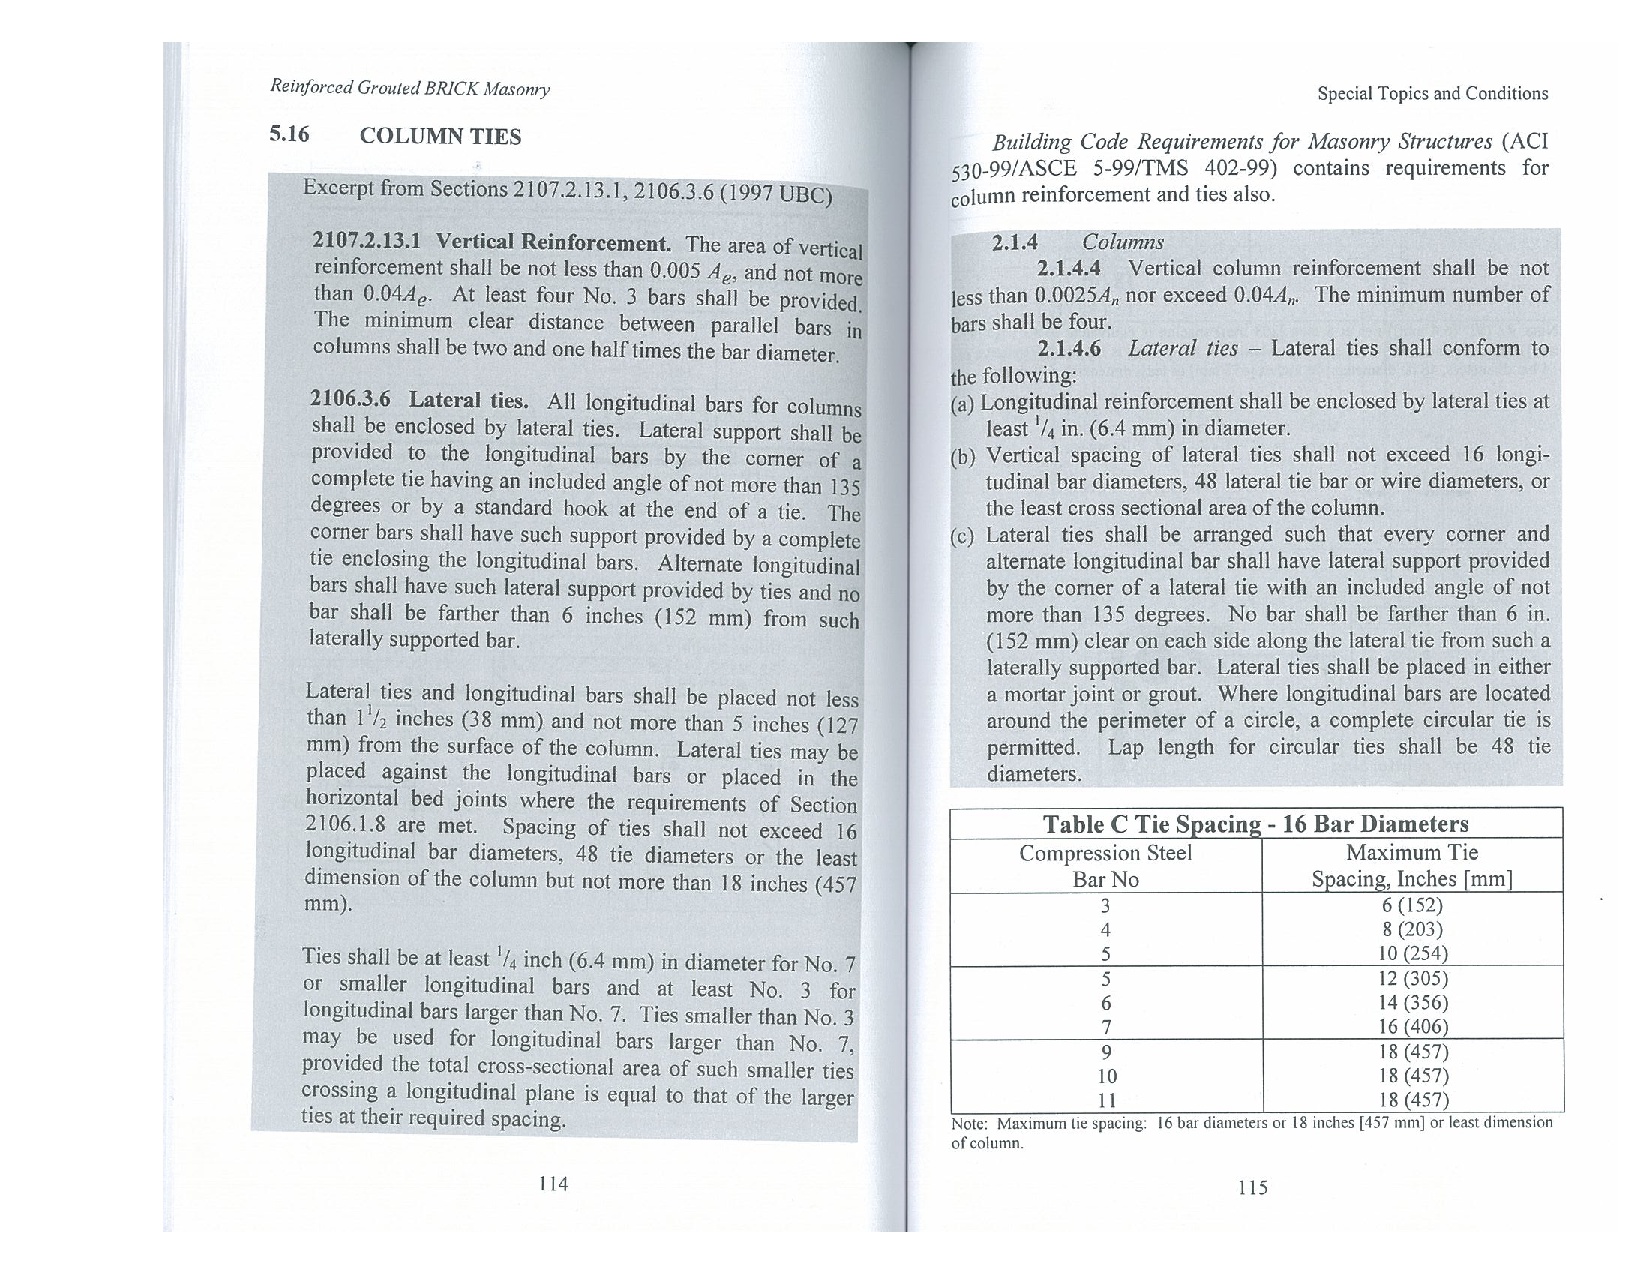 Reinforced Grouted BRICK Masonry
5.16 COLUMN TIES
Excerpt from Sections 2107.2.13.1, 2106.3.6 (1997 UBC)
2107.2.13.1 Vertical Reinforcement. The area of vertical
reinforcement shall be not less than 0.005 Ae, and not more
than 0.04Ae. At least four No. 3 bars shall be provided.
The minimum clear distance between parallel bars in
columns shall be two and one half times the bar diameter.
2106.3.6 Lateral ties. All longitudinal bars for columns
shall be enclosed by lateral ties. Lateral support shall be
provided to the longitudinal bars by the corner of a
complete tie having an included angle of not more than 135
degrees or by a standard hook at the end of a tie. The
corner bars shall have such support provided by a complete
tie enclosing the longitudinal bars. Alternate longitudinal
bars shall have such lateral support provided by ties and no
bar shall be farther than 6 inches (152 mm) from such
laterally supported bar.
Lateral ties and longitudinal bars shall be placed not less
than 1 1/2 inches (38 mm) and not more than 5 inches (127
mm) from the surface of the column. Lateral ties may be
placed against the longitudinal bars or placed in the
horizontal bed joints where the requirements of Section
2106.1.8 are met. Spacing of ties shall not exceed 16
longitudinal bar diameters, 48 tie diameters or the least
dimension of the column but not more than 18 inches (457
mm).
Ties shall be at least 1/4 inch (6.4 mm) in diameter for No. 7
or smaller longitudinal bars and at least No. 3 for
longitudinal bars larger than No. 7. Ties smaller than No. 3
may be used for longitudinal bars larger than No. 7,
provided the total cross-sectional area of such smaller ties
crossing a longitudinal plane is equal to that of the larger
ties at their required spacing.
114
Special Topics and Conditions
Building Code Requirements for Masonry Structures (ACI
530-99/ASCE 5-99/TMS 402-99) contains requirements for
column reinforcement and ties also.
2.1.4 Columns
2.1.4.4 Vertical column reinforcement shall be not
less than 0.0025An nor exceed 0.04An. The minimum number of
bars shall be four.
2.1.4.6 Lateral ties – Lateral ties shall conform to
the following:
(a) Longitudinal reinforcement shall be enclosed by lateral ties at
least 1/4 in. (6.4 mm) in diameter.
(b) Vertical spacing of lateral ties shall not exceed 16 longi-
tudinal bar diameters, 48 lateral tie bar or wire diameters, or
the least cross sectional area of the column.
(c) Lateral ties shall be arranged such that every corner and
alternate longitudinal bar shall have lateral support provided
by the corner of a lateral tie with an included angle of not
more than 135 degrees. No bar shall be farther than 6 in.
(152 mm) clear on each side along the lateral tie from such a
laterally supported bar. Lateral ties shall be placed in either
a mortar joint or grout. Where longitudinal bars are located
around the perimeter of a circle, a complete circular tie is
permitted. Lap length for circular ties shall be 48 tie
diameters.
Table C Tie Spacing - 16 Bar Diameters
Compression Steel Maximum Tie
Bar No Spacing, Inches [mm]
3 6 (152)
4 8 (203)
5 10 (254)
5 12 (305)
6 14 (356)
7 16 (406)
9 18 (457)
10 18 (457)
11 18 (457)
Note: Maximum tie spacing: 16 bar diameters or 18 inches [457 mm] or least dimension
of column.
115